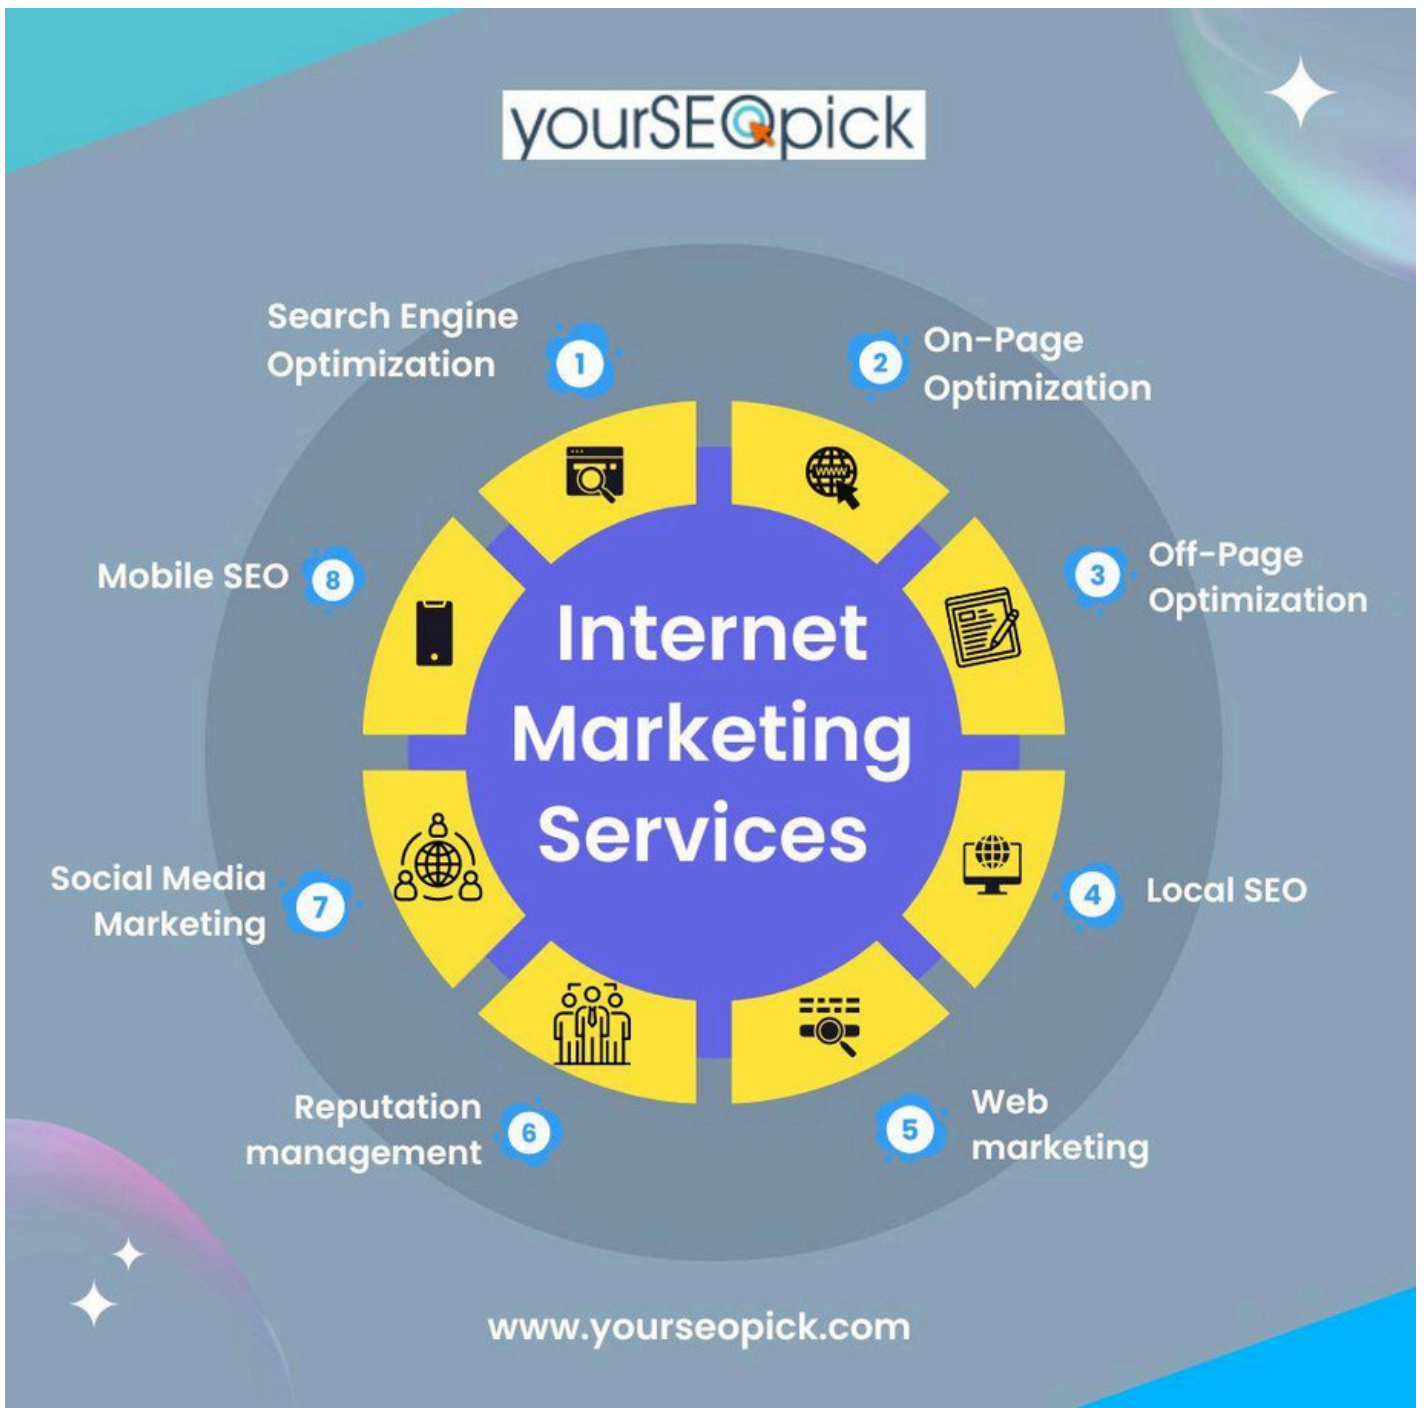 yourSEOpick
Search Engine
Optimization
1
2
On-Page
Optimization
Mobile SEO
8
3
Off-Page
Optimization
www
Internet
Marketing
Services
Social Media
Marketing
7
4
Local SEO
Reputation
management
6
5
Web
marketing
www.yourseopick.com